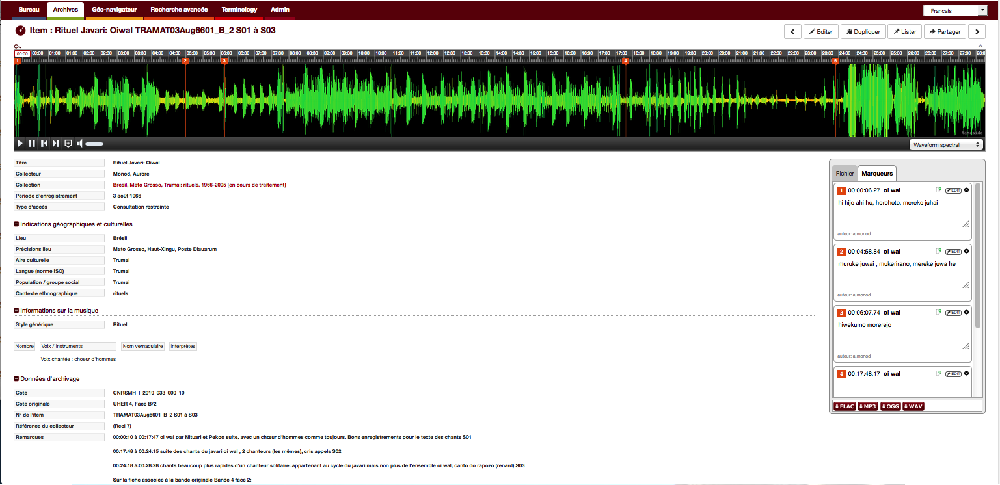 Bureau Archives Géo-navigateur Recherche avancée Terminology Admin Francais
Item : Rituel Javari: Oiwal TRAMAT03Aug6601_B_2 S01 à S03 Editer Dupliquer Lister Partager
00:00 00:30 01:00 01:30 02:00 02:30 03:00 03:30 04:00 04:30 05:00 05:30 06:00 06:30 07:00 07:30 08:00 08:30 09:00 09:30 10:00 10:30 11:00 11:30 12:00 12:30 13:00 13:30 14:00 14:30 15:00 15:30 16:00 16:30 17:00 17:30 18:00 18:30 19:00 19:30 20:00 20:30 21:00 21:30 22:00 22:30 23:00 23:30 24:00 24:30 25:00 25:30 26:00 26:30 27:00 27:30 28:0
1 2 3 4 5
timeside
Waveform spectral
Titre Rituel Javari: Oiwal
Collecteur Monod, Aurore
Collection Brésil, Mato Grosso, Trumai: rituels. 1966-2005 [en cours de traitement]
Periode d'enregistrement 3 août 1966
Type d'accès Consultation restreinte
Indications géographiques et culturelles
Lieu Brésil
Précisions lieu Mato Grosso, Haut-Xingu, Poste Diauarum
Aire culturelle Trumai
Langue (norme ISO) Trumai
Population / groupe social Trumai
Contexte ethnographique rituels
Informations sur la musique
Style générique Rituel
Nombre Voix / Instruments Nom vernaculaire Interprètes
Voix chantée : choeur d'hommes
Données d'archivage
Cote CNRSMH_I_2019_033_000_10
Cote originale UHER 4, Face B/2
N° de l'item TRAMAT03Aug6601_B_2 S01 à S03
Référence du collecteur (Reel 7)
Remarques 00:00:10 à 00:17:47 oi wal par Nituari et Pekoo suite, avec un chœur d'hommes comme toujours. Bons enregistrements pour le texte des chants S01
00:17:48 à 00:24:15 suite des chants du javari oi wal , 2 chanteurs (les mêmes), cris appels S02
00:24:18 à:00:28:28 chants beaucoup plus rapides d'un chanteur solitaire: appartenant au cycle du javari mais non plus de l'ensemble oi wal; canto do rapozo (renard) S03
Sur la fiche associée à la bande originale Bande 4 face 2:
Fichier Marqueurs
1 00:00:06.27 oi wal EDIT
hi hije ahi ho, horohoto, mereke juhai
auteur: a.monod
2 00:04:58.84 oi wal EDIT
muruke juwai , mukerirano, mereke juwa he
auteur: a.monod
3 00:06:07.74 oi wal EDIT
hiwekumo morerejo
auteur: a.monod
4 00:17:48.17 oi wal EDIT
FLAC MP3 OGG WAV